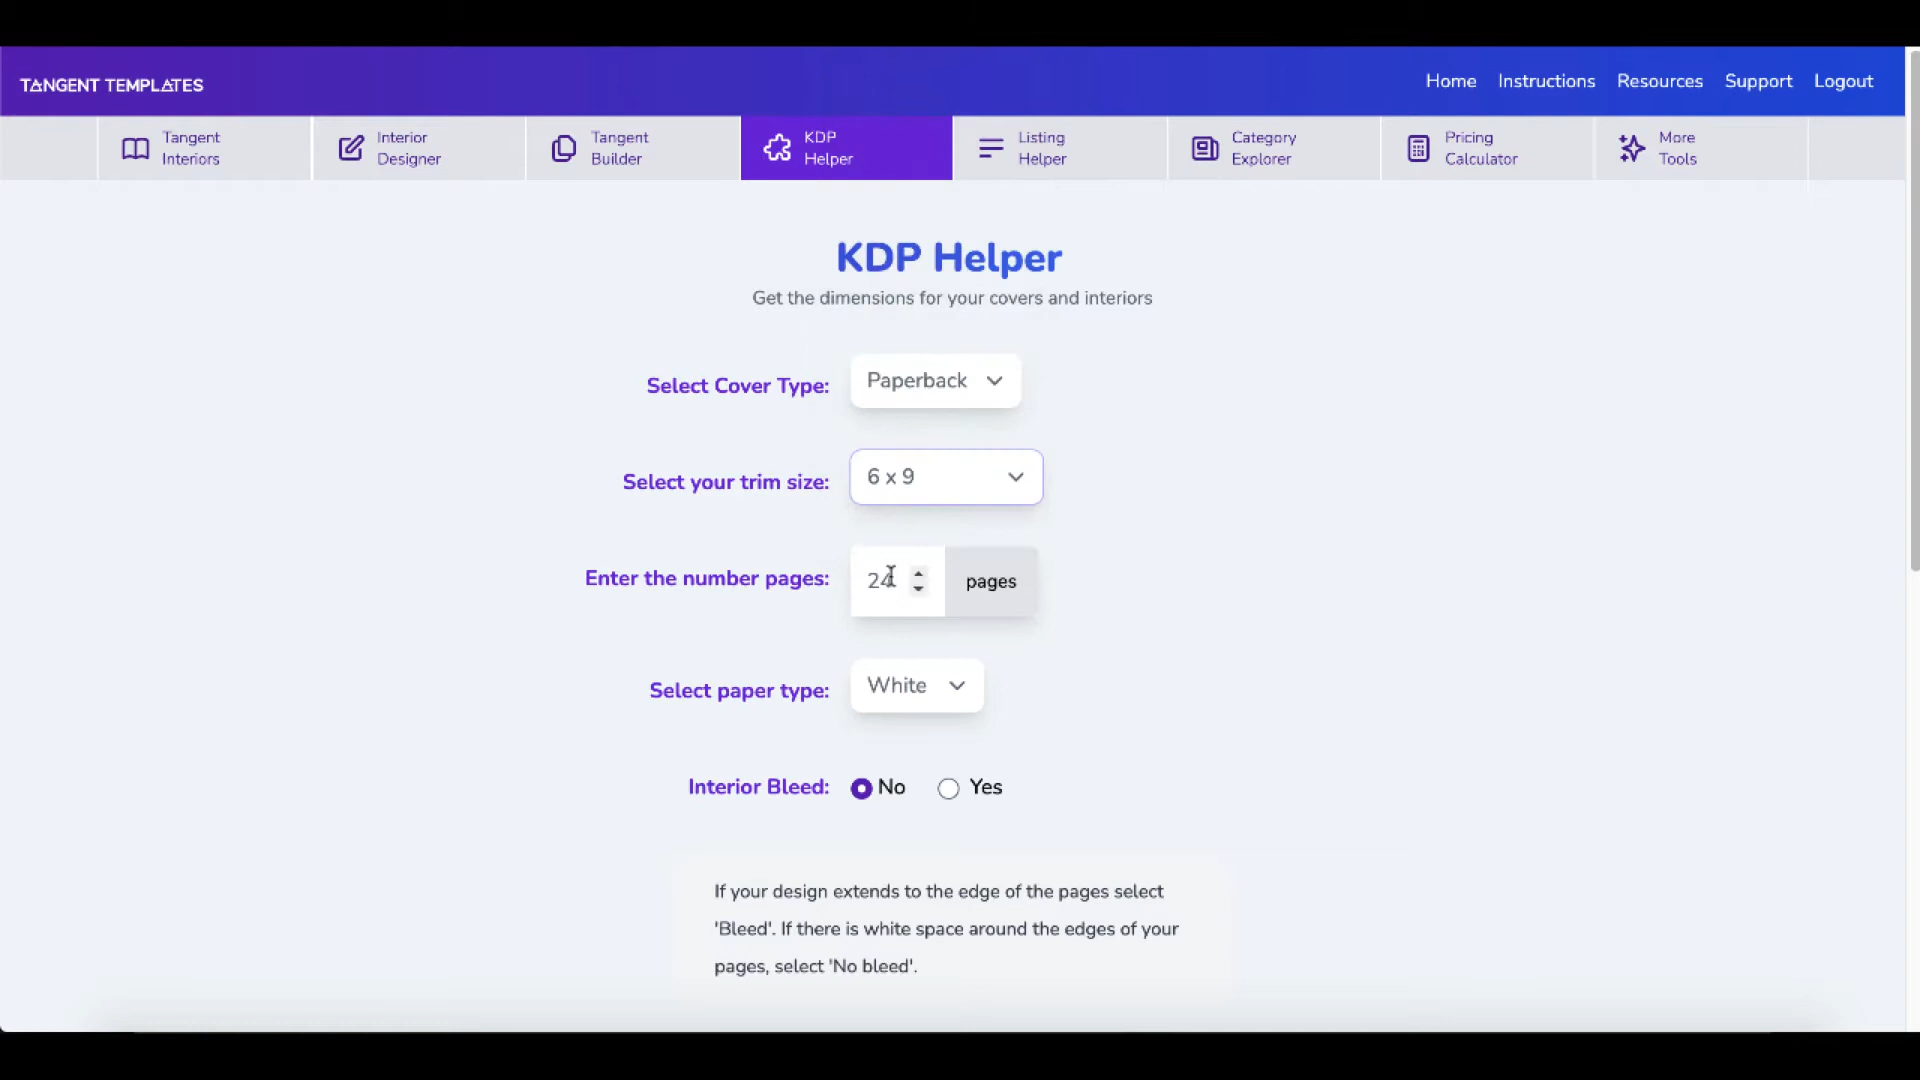 TANGENT TEMPLATES
Home Instructions Resources Support Logout
Tangent Interiors
Interior Designer
Tangent Builder
KDP Helper
Listing Helper
Category Explorer
Pricing Calculator
More Tools
KDP Helper
Get the dimensions for your covers and interiors
Select Cover Type: Paperback
Select your trim size: 6 x 9
Enter the number pages: 24 pages
Select paper type: White
Interior Bleed: No Yes
If your design extends to the edge of the pages select
'Bleed'. If there is white space around the edges of your
pages, select 'No bleed'.